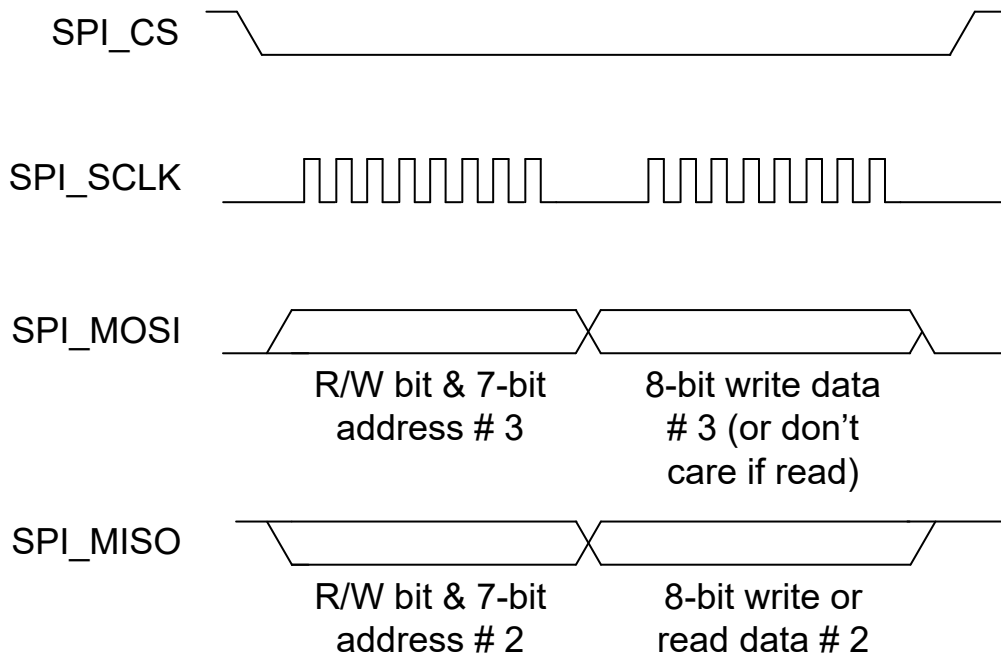 SPI_CS
SPI_SCLK
SPI_MOSI
R/W bit & 7-bit
address # 3
8-bit write data
# 3 (or don’t
care if read)
SPI_MISO
R/W bit & 7-bit
address # 2
8-bit write or
read data # 2